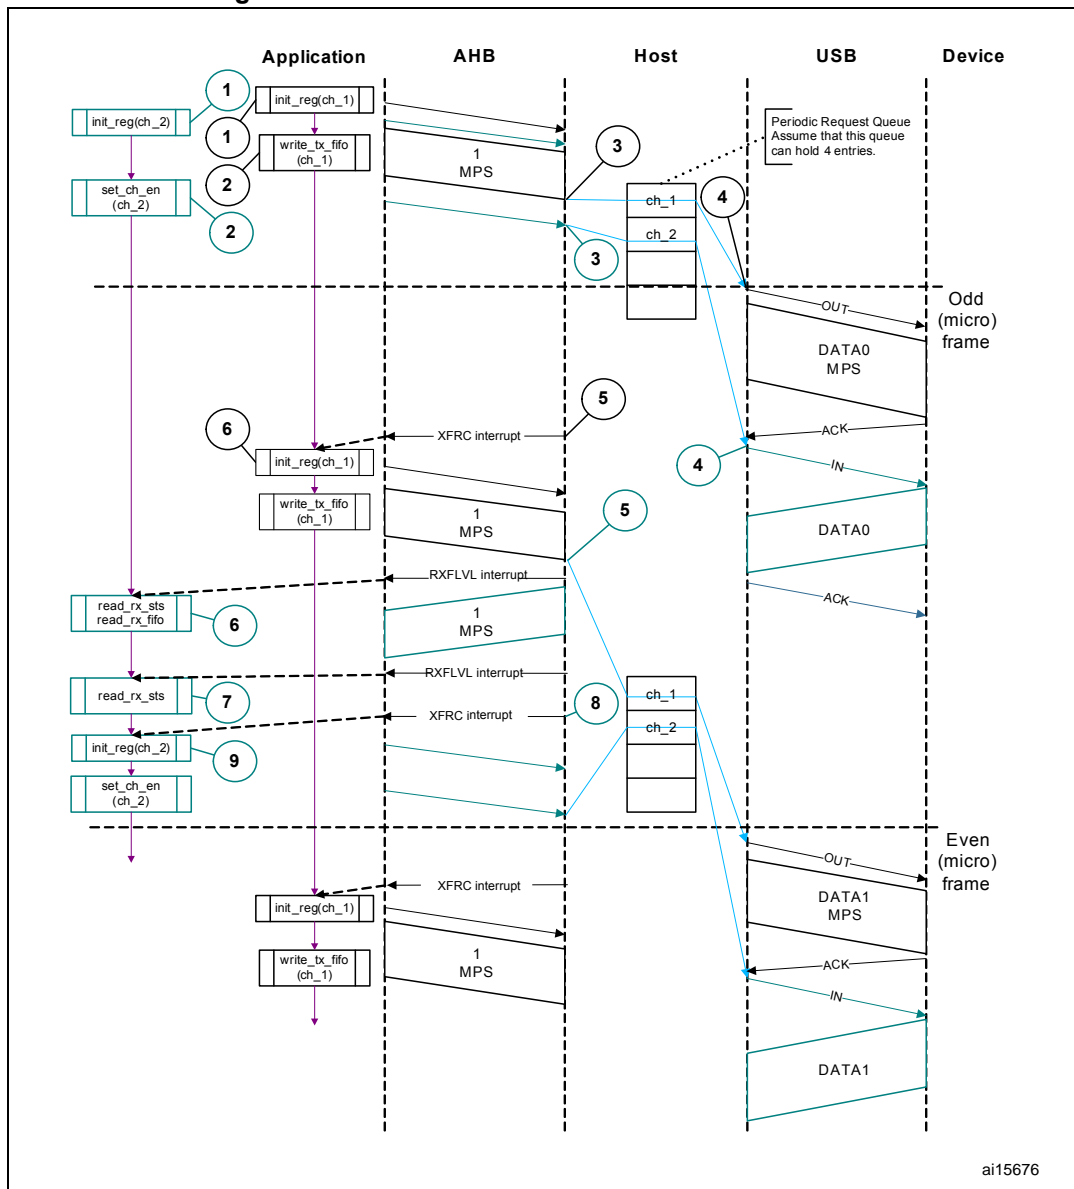 Application AHB Host USB Device
1
init_reg(ch_1)
init_reg(ch_2)
1
Periodic Request Queue
Assume that this queue
can hold 4 entries.
write_tx_fifo
(ch_1)
1
MPS
3
2
set_ch_en
(ch_2)
4
ch_1
2
ch_2
3
Odd
(micro)
frame
OUT
DATA0
MPS
5
6
XFRC interrupt
ACK
init_reg(ch_1)
4
IN
write_tx_fifo
(ch_1)
1
MPS
5
DATA0
RXFLVL interrupt
ACK
read_rx_sts
read_rx_fifo
6
1
MPS
RXFLVL interrupt
read_rx_sts
7
ch_1
8
XFRC interrupt
ch_2
init_reg(ch_2)
9
set_ch_en
(ch_2)
Even
(micro)
frame
OUT
XFRC interrupt
init_reg(ch_1)
DATA1
MPS
write_tx_fifo
(ch_1)
1
MPS
ACK
IN
DATA1
ai15676